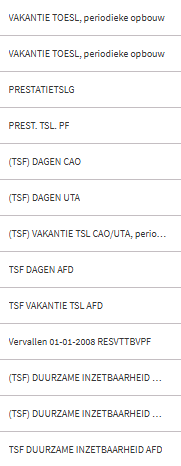 VAKANTIE TOESL, periodieke opbouw
VAKANTIE TOESL, periodieke opbouw
PRESTATIETSLG
PREST. TSL. PF
(TSF) DAGEN CAO
(TSF) DAGEN UTA
(TSF) VAKANTIE TSL CAO/UTA, perio...
TSF DAGEN AFD
TSF VAKANTIE TSL AFD
Vervallen 01-01-2008 RESVTTBVPF
(TSF) DUURZAME INZETBAARHEID ...
(TSF) DUURZAME INZETBAARHEID ...
TSF DUURZAME INZETBAARHEID AFD